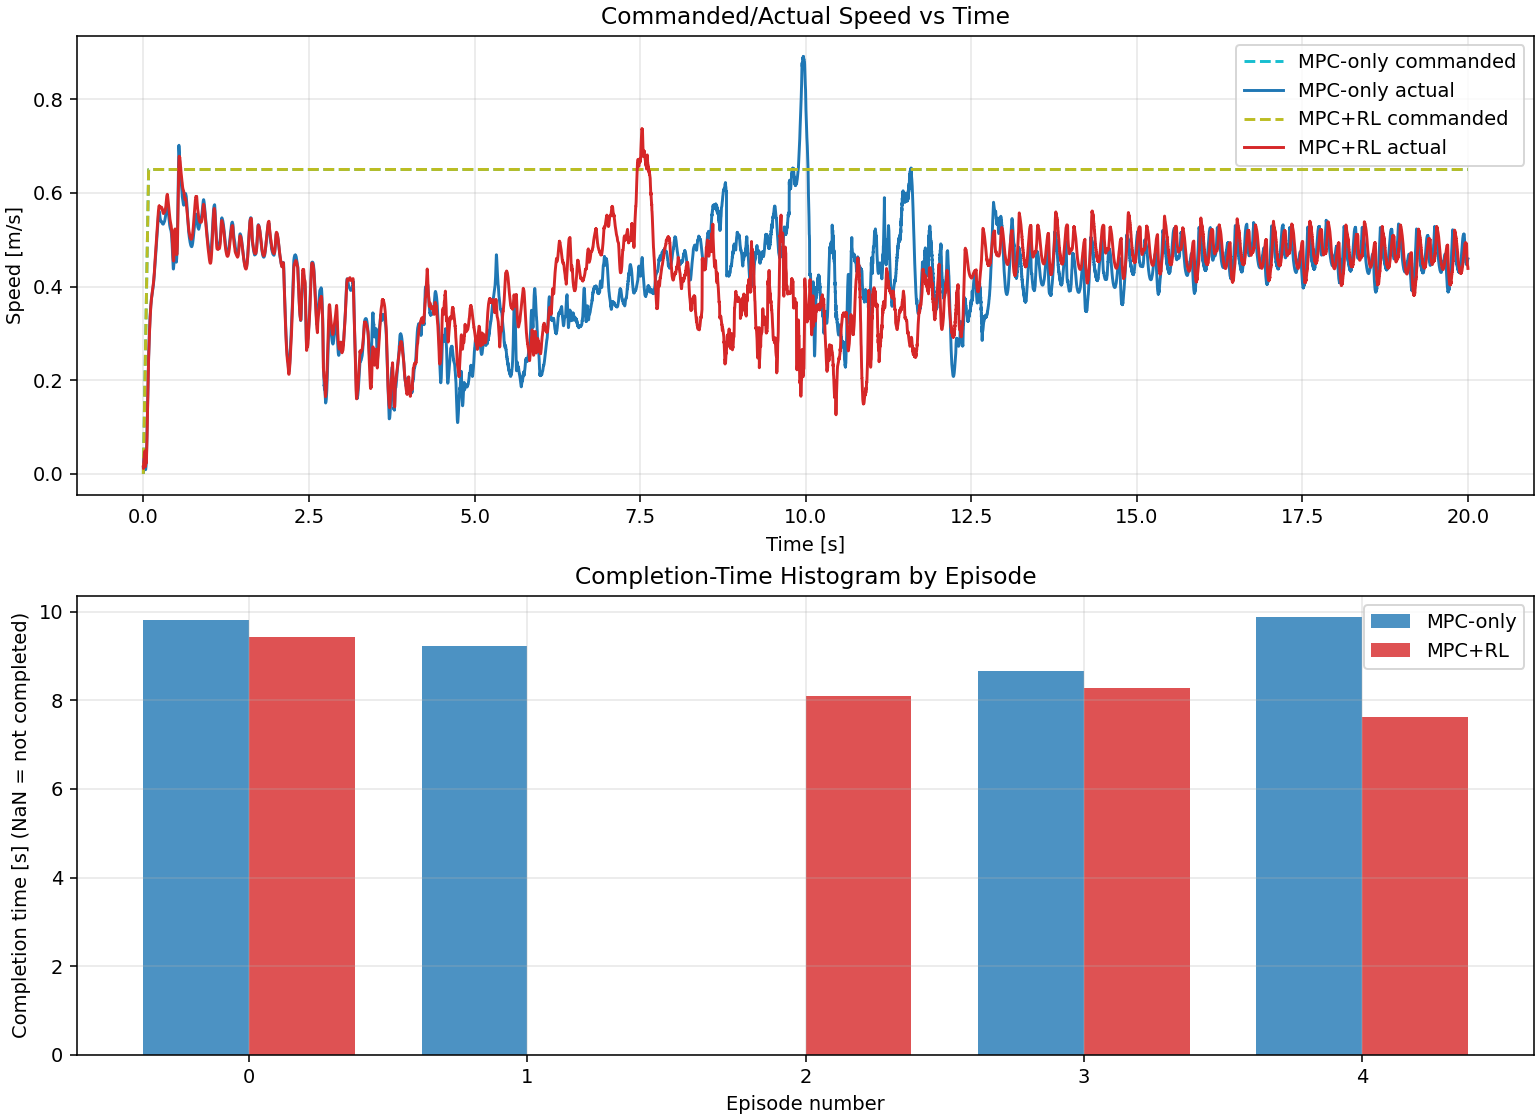 Commanded/Actual Speed vs Time
MPC-only commanded
MPC-only actual
MPC+RL commanded
MPC+RL actual
Speed [m/s]
0.8
0.6
0.4
0.2
0.0
0.0 2.5 5.0 7.5 10.0 12.5 15.0 17.5 20.0
Time [s]
Completion-Time Histogram by Episode
MPC-only
MPC+RL
Completion time [s] (NaN = not completed)
10
8
6
4
2
0
0 1 2 3 4
Episode number